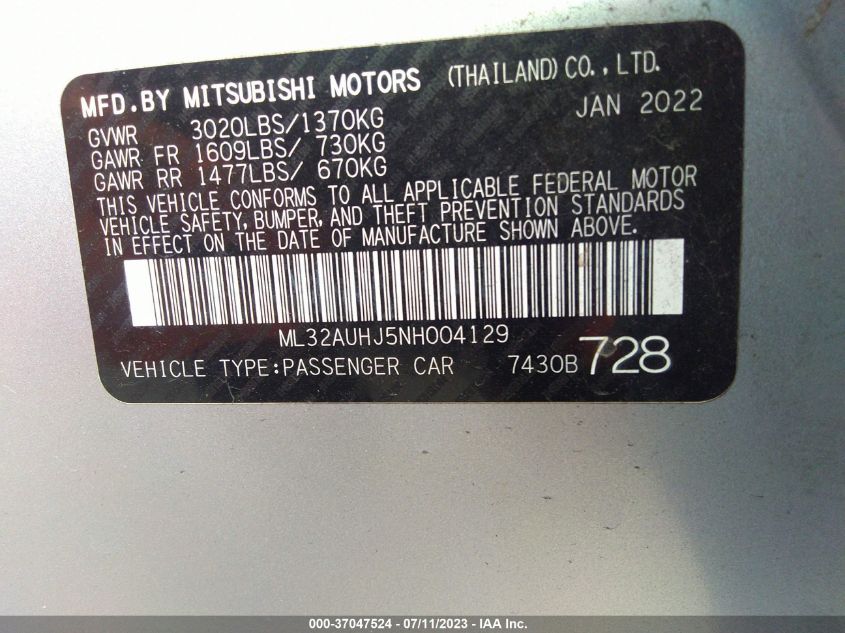 MFD.BY MITSUBISHI MOTORS (THAILAND) CO., LTD.
JAN 2022
GVWR 3020LBS/1370KG
GAWR FR 1609LBS/ 730KG
GAWR RR 1477LBS/ 670KG
THIS VEHICLE CONFORMS TO ALL APPLICABLE FEDERAL MOTOR
VEHICLE SAFETY, BUMPER, AND THEFT PREVENTION STANDARDS
IN EFFECT ON THE DATE OF MANUFACTURE SHOWN ABOVE.
ML32AUHJ5NH004129
VEHICLE TYPE:PASSENGER CAR 7430B 728
000-37047524 - 07/11/2023 - IAA Inc.